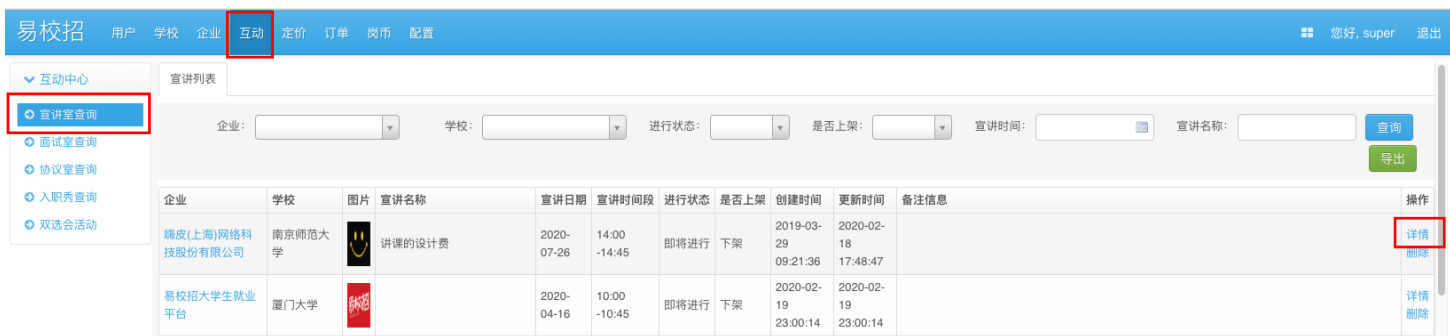 易校招 用户 学校 企业 互动 定价 订单 岗币 配置 您好, super 退出
互动中心 宣讲列表
宣讲室查询
面试室查询
协议室查询
入职秀查询
双选会活动
企业: 学校: 进行状态: 是否上架: 宣讲时间: 宣讲名称: 查询
导出
企业 学校 图片 宣讲名称 宣讲日期 宣讲时间段 进行状态 是否上架 创建时间 更新时间 备注信息 操作
嗨皮(上海)网络科 南京师范大 讲课的设计费 2020- 14:00 即将进行 下架 2019-03- 2020-02- 详情
技股份有限公司 学 07-26 -14:45 29 18 删除
09:21:36 17:48:47
易校招大学生就业 厦门大学 易校招 2020- 10:00 即将进行 下架 2020-02- 2020-02- 详情
平台 04-16 -10:45 19 19 删除
23:00:14 23:00:14